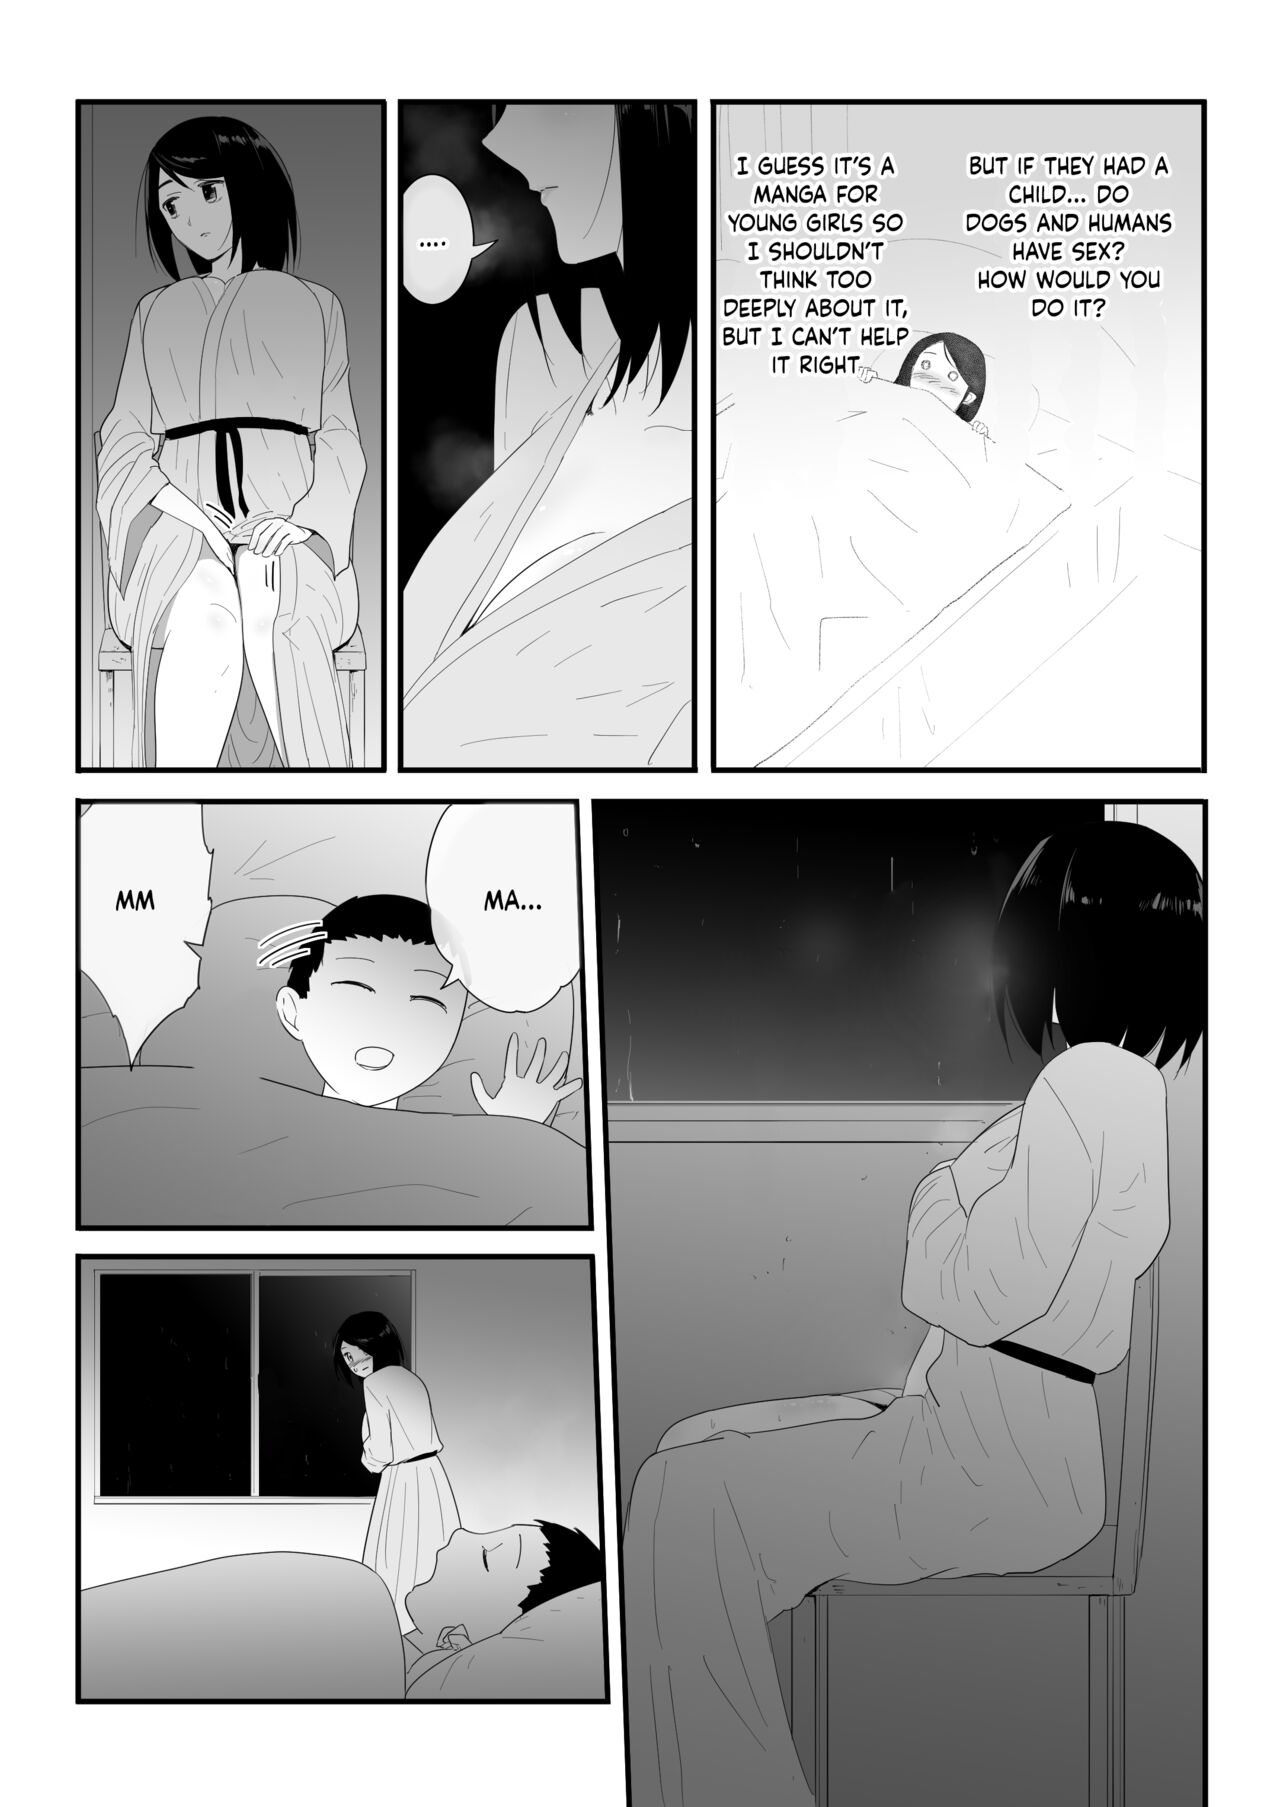 BUT IF THEY HAD A
CHILD... DO
DOGS AND HUMANS
HAVE SEX?
HOW WOULD YOU
DO IT?
I GUESS IT'S A
MANGA FOR
YOUNG GIRLS SO
I SHOULDN'T
THINK TOO
DEEPLY ABOUT IT,
BUT I CAN'T HELP
IT RIGHT
....
MA...
MM